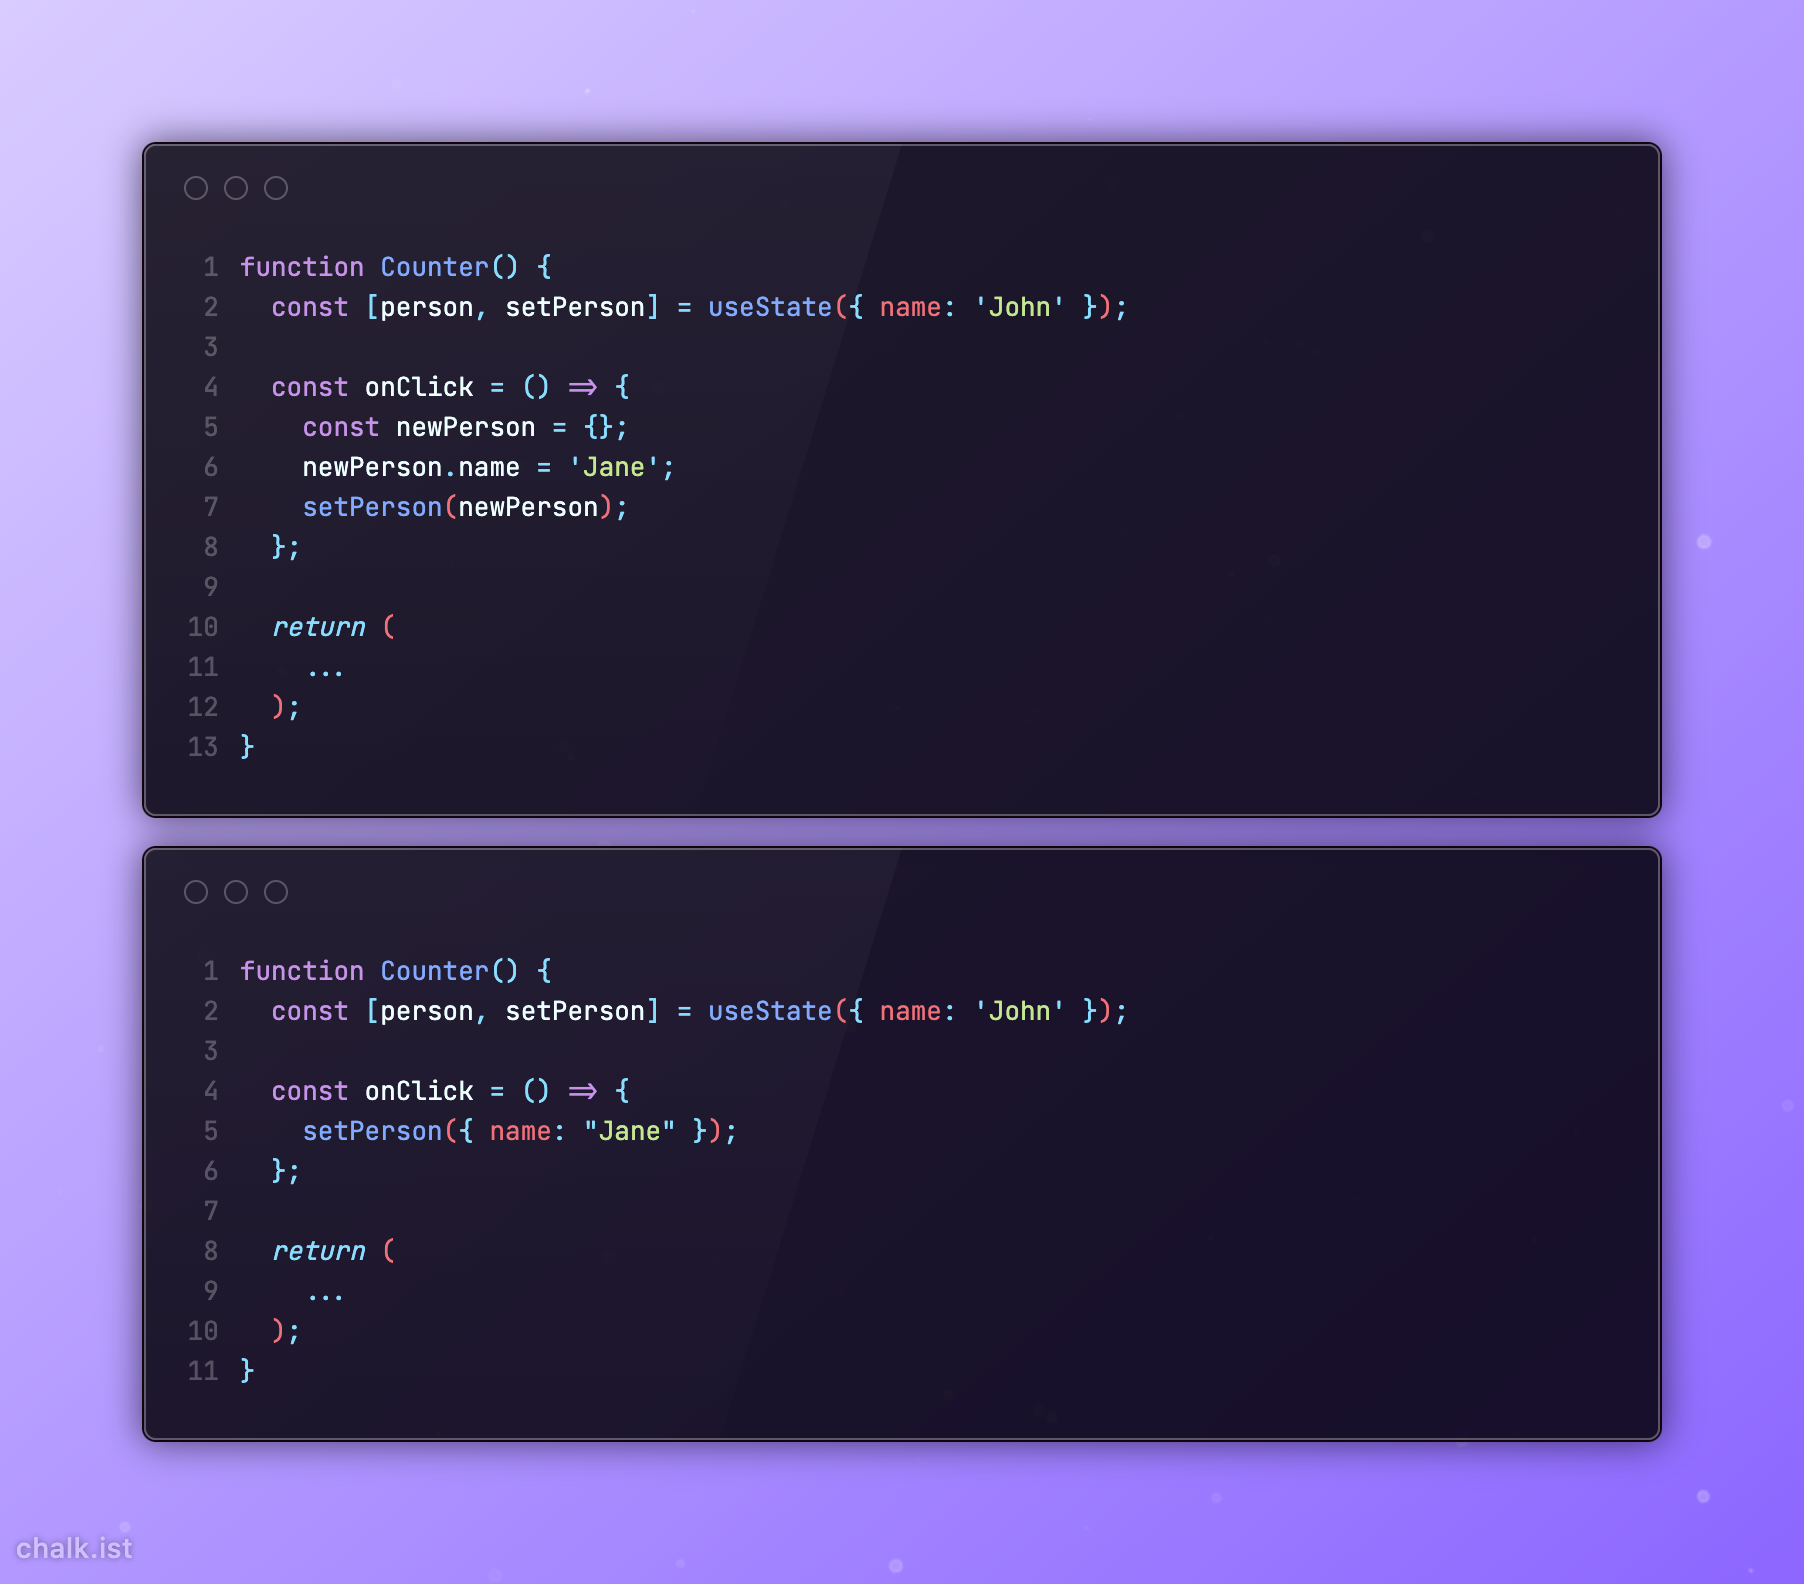 1 function Counter() {
2   const [person, setPerson] = useState({ name: 'John' });
3
4   const onClick = () => {
5     const newPerson = {};
6     newPerson.name = 'Jane';
7     setPerson(newPerson);
8   };
9
10   return (
11     ...
12   );
13 }
1 function Counter() {
2   const [person, setPerson] = useState({ name: 'John' });
3
4   const onClick = () => {
5     setPerson({ name: "Jane" });
6   };
7
8   return (
9     ...
10   );
11 }
chalk.ist